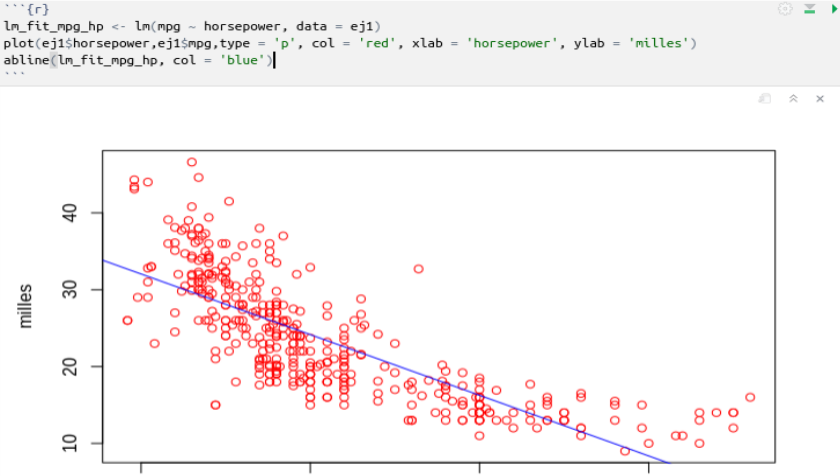 ```{r}
lm_fit_mpg_hp <- lm(mpg ~ horsepower, data = ej1)
plot(ej1$horsepower,ej1$mpg,type = 'p', col = 'red', xlab = 'horsepower', ylab = 'milles')
abline(lm_fit_mpg_hp, col = 'blue')
```
40
30
20
10
milles